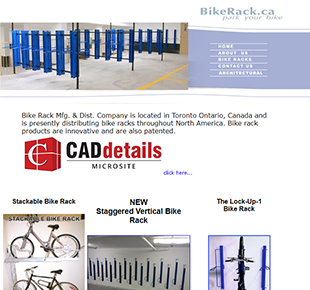 BikeRack.ca
park your bike
HOME
ABOUT US
BIKE RACKS
CONTACT US
ARCHITECTURAL
Bike Rack Mfg. & Dist. Company is located in Toronto Ontario, Canada and
is presently distributing bike racks throughout North America. Bike rack
products are innovative and are also patented.
CADdetails
MICROSITE
click here...
Stackable Bike Rack
NEW
Staggered Vertical Bike
Rack
The Lock-Up-1
Bike Rack
STACKABLE BIKE RACK